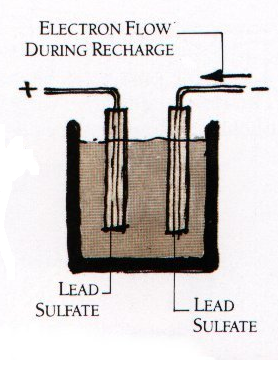 ELECTRON FLOW
DURING RECHARGE
+
-
LEAD
SULFATE
LEAD
SULFATE